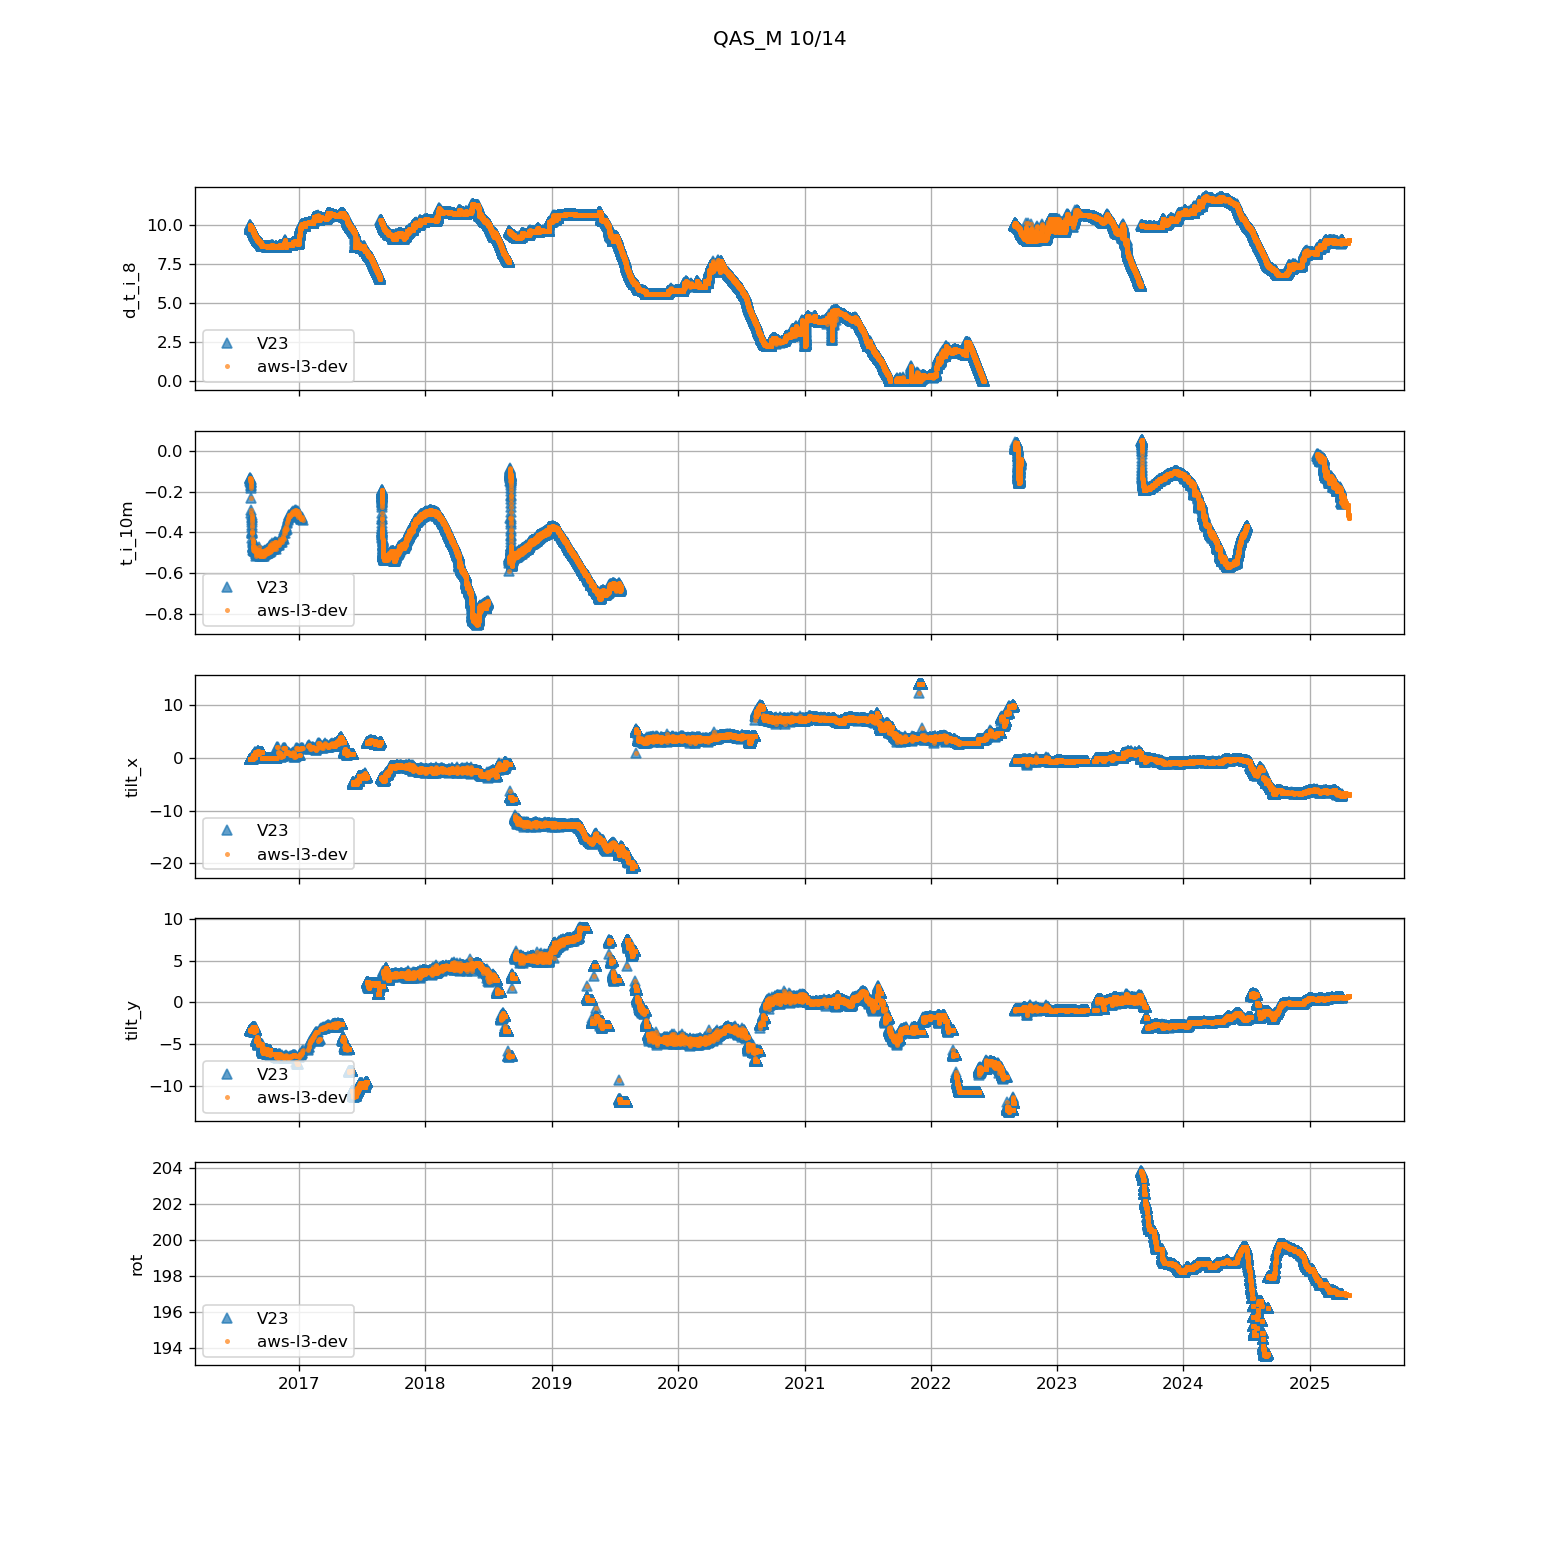 QAS_M 10/14
d_t_i_8
10.0
7.5
5.0
2.5
0.0
V23
aws-l3-dev
t_i_10m
0.0
−0.2
−0.4
−0.6
−0.8
V23
aws-l3-dev
tilt_x
10
0
−10
−20
V23
aws-l3-dev
tilt_y
10
5
0
−5
−10
V23
aws-l3-dev
rot
204
202
200
198
196
194
V23
aws-l3-dev
2017 2018 2019 2020 2021 2022 2023 2024 2025